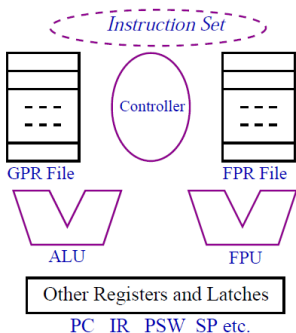 Instruction Set
Controller
GPR File
FPR File
ALU
FPU
Other Registers and Latches
PC IR PSW SP etc.